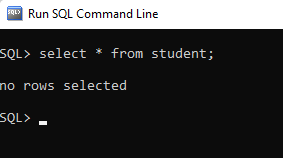 Run SQL Command Line
SQL> select * from student;
no rows selected
SQL>